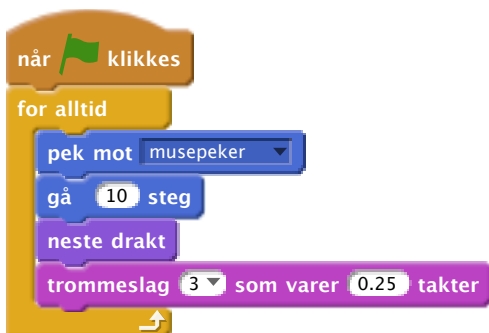 når klikkes
for alltid
pek mot musepeker
gå 10 steg
neste drakt
trommeslag 3 som varer 0.25 takter